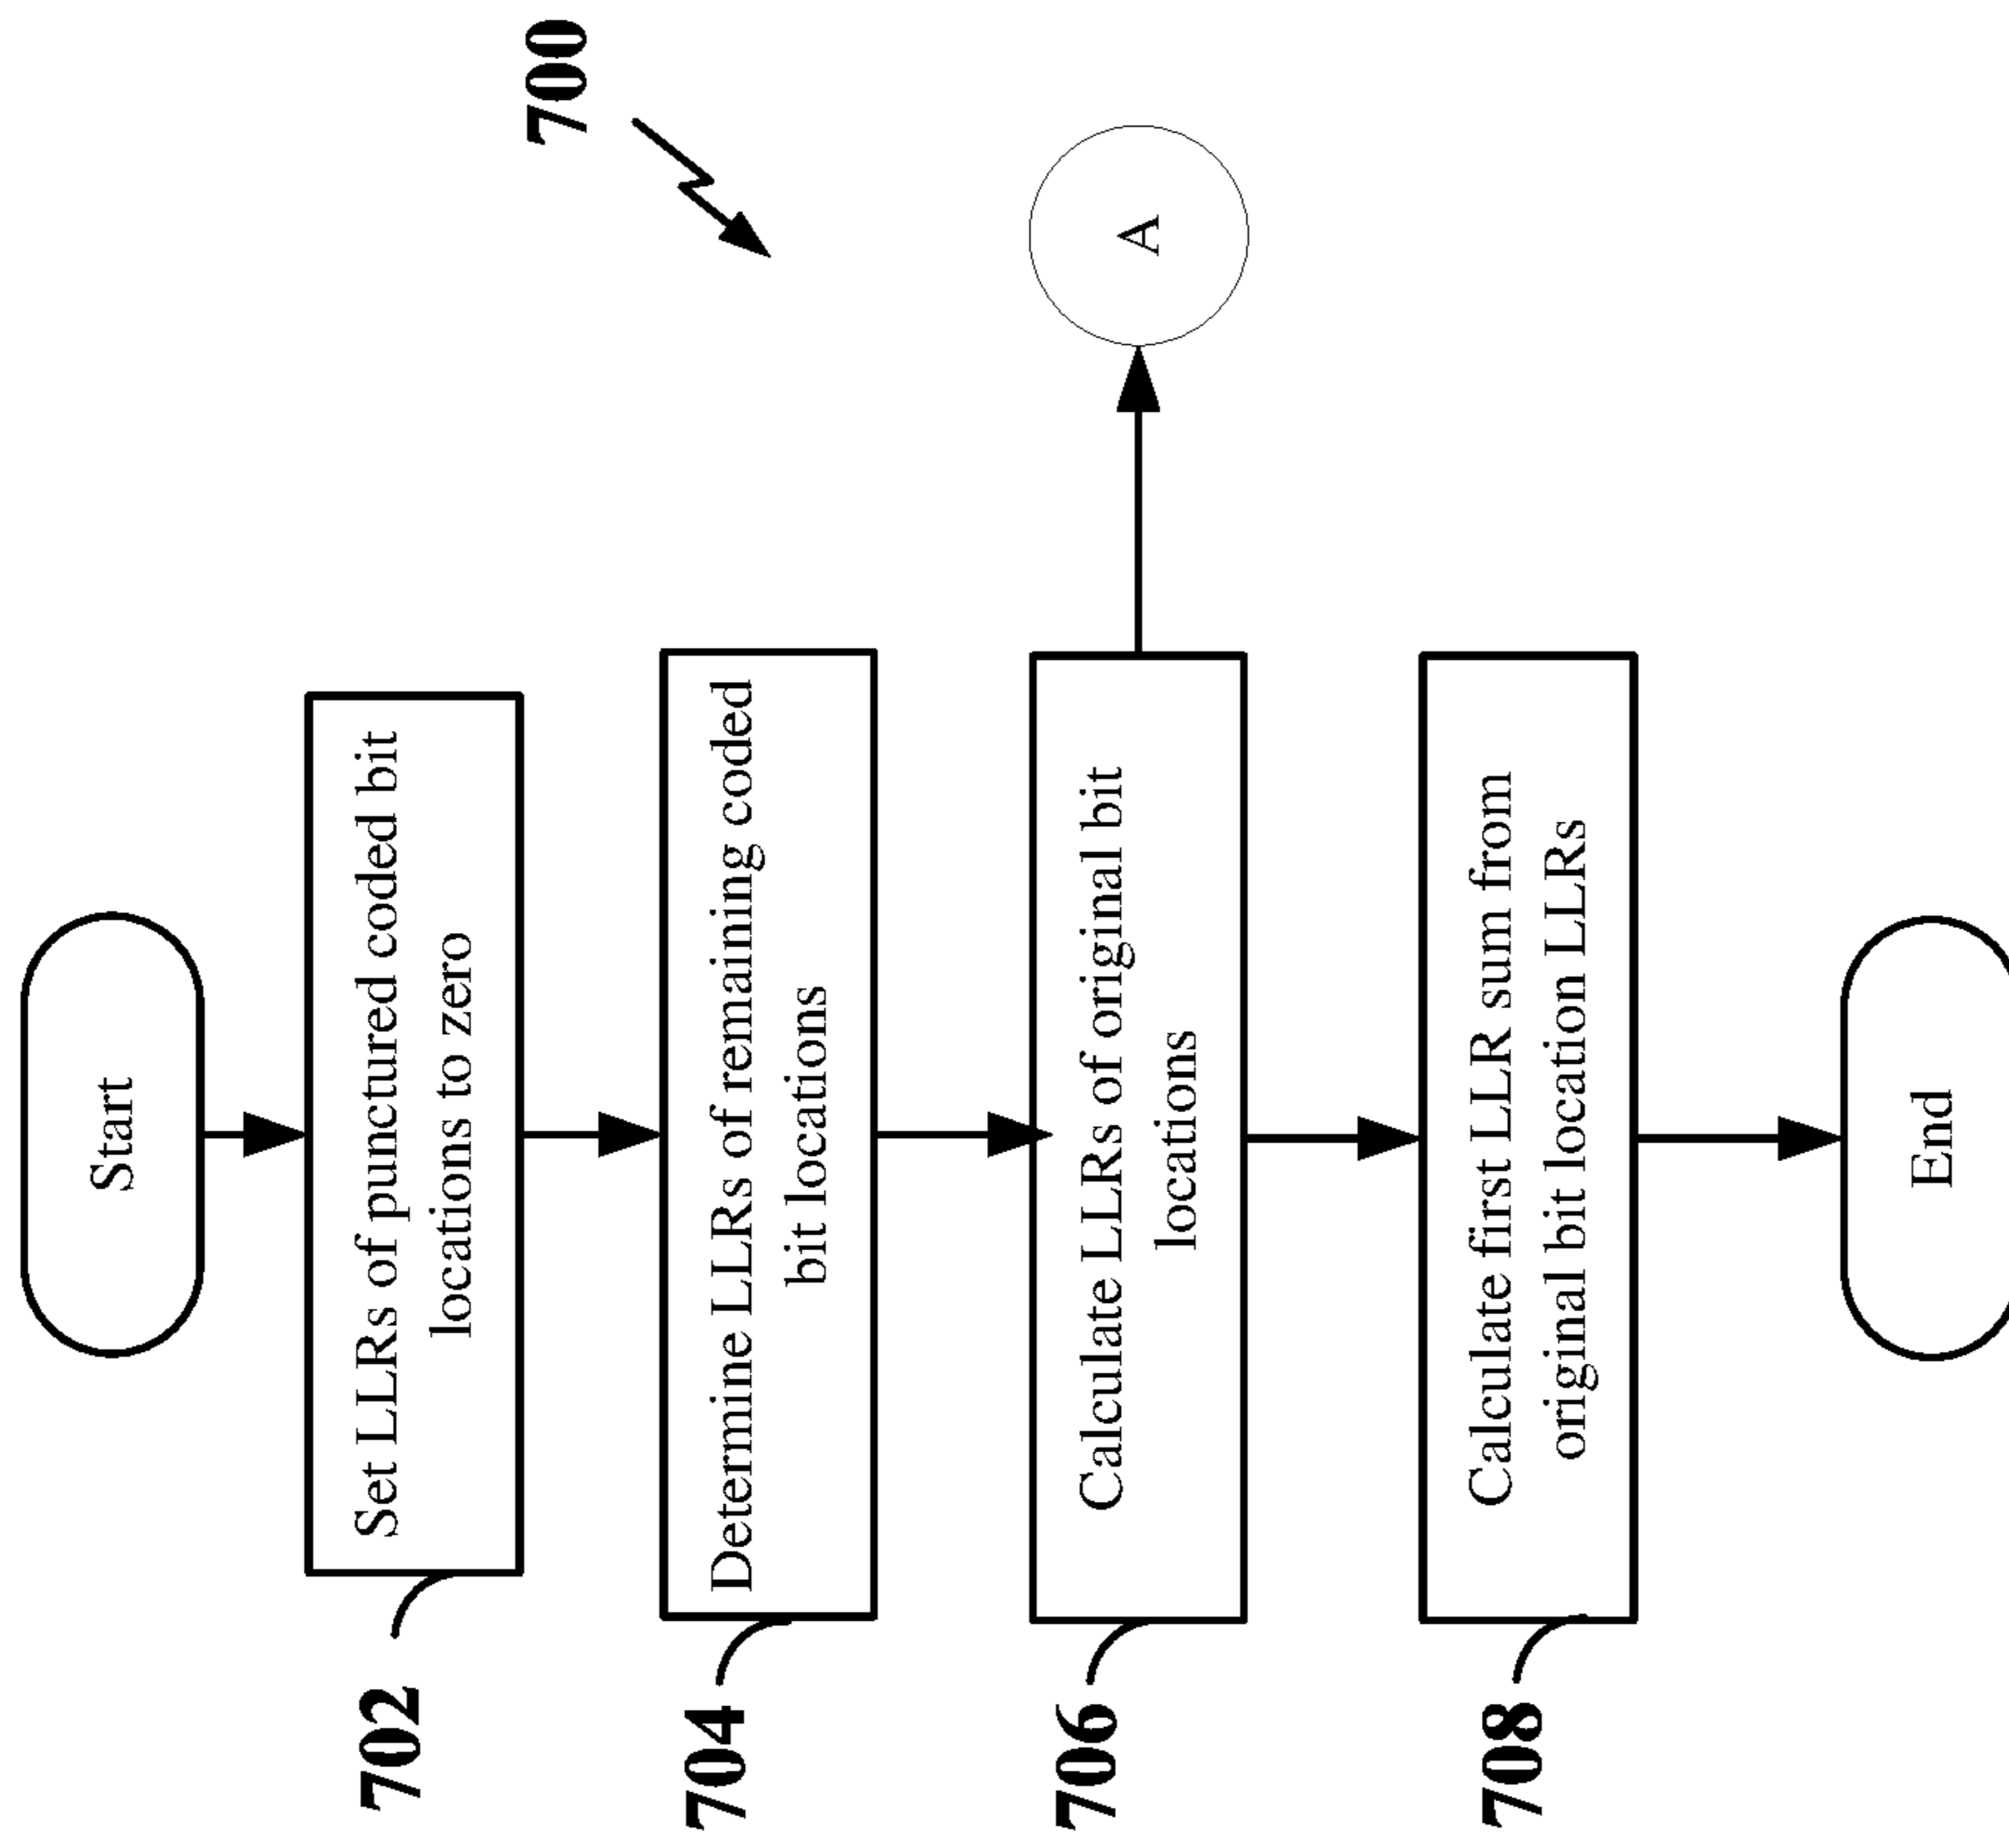 700
Start
702
Set LLRs of punctured coded bit
locations to zero
704
Determine LLRs of remaining coded
bit locations
706
Calculate LLRs of original bit
locations
A
708
Calculate first LLR sum from
original bit location LLRs
End